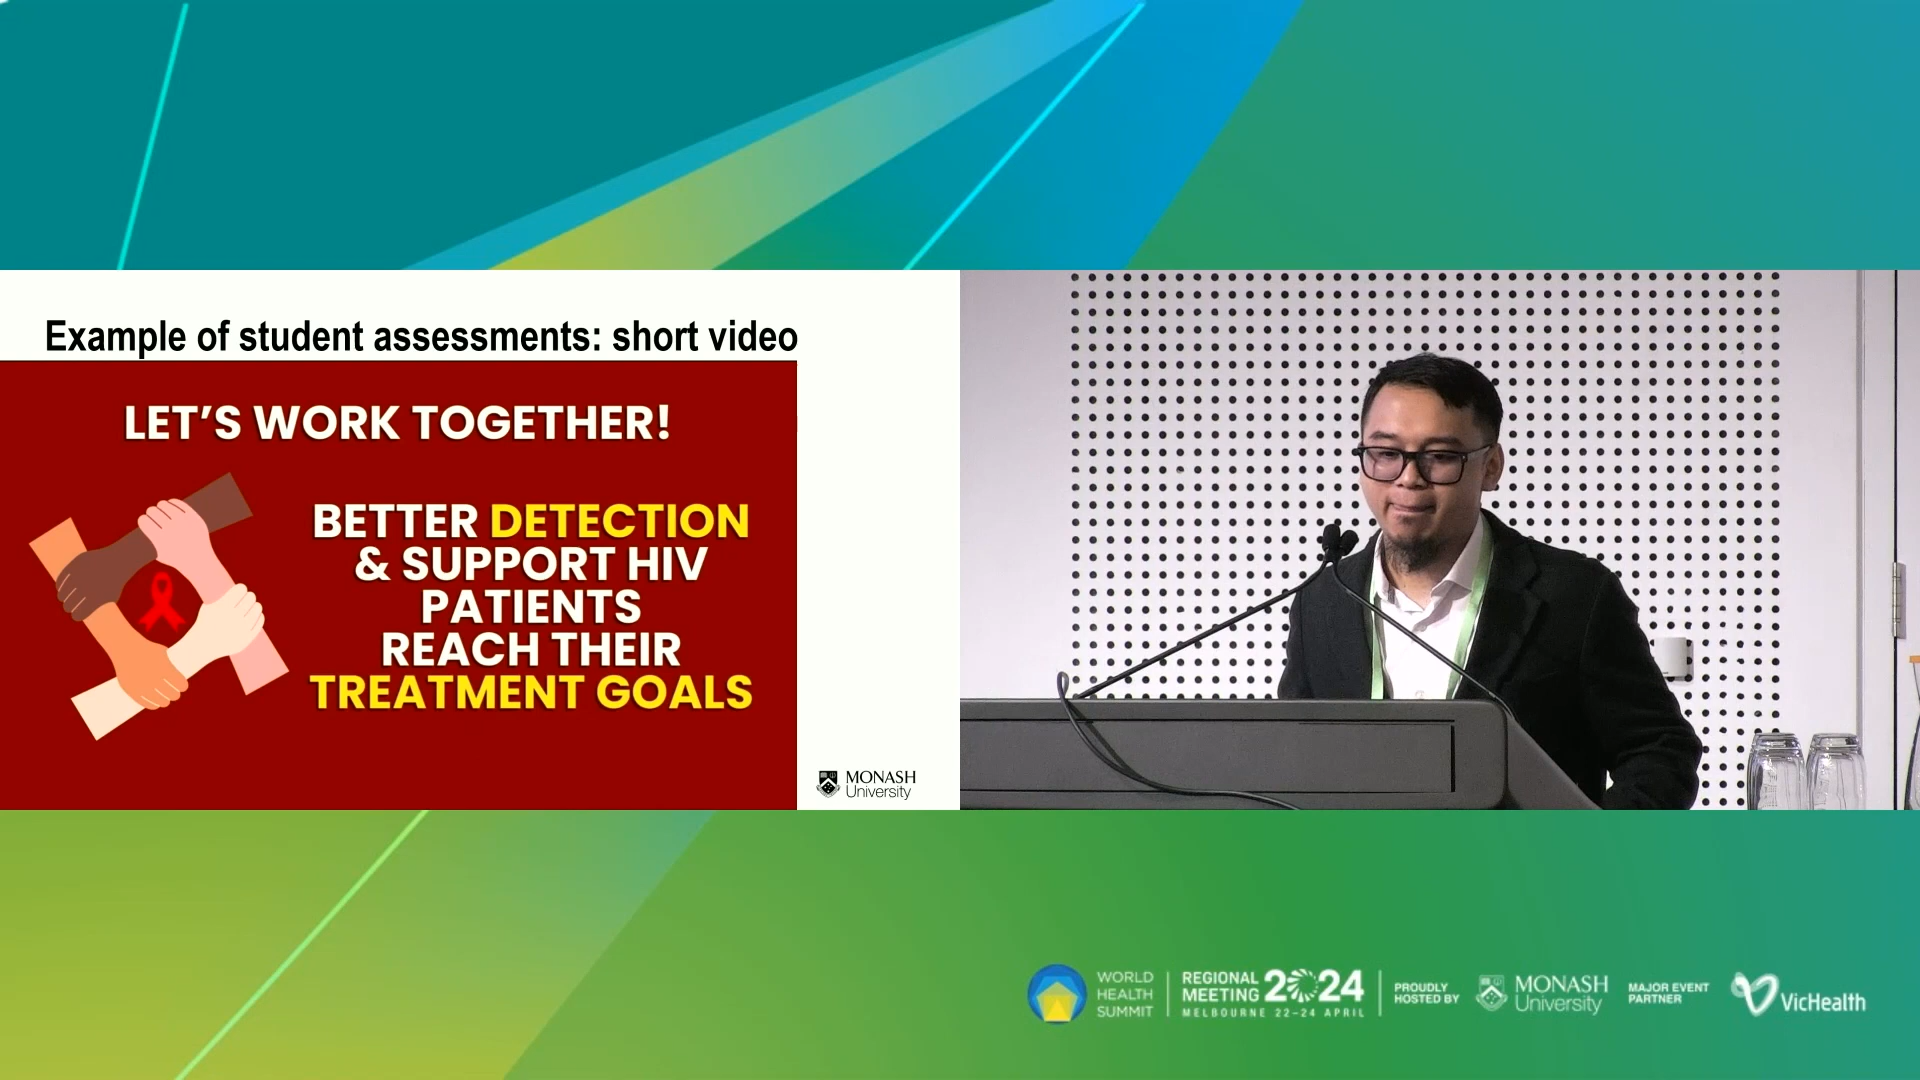 Example of student assessments: short video
LET'S WORK TOGETHER!
BETTER DETECTION
& SUPPORT HIV
PATIENTS
REACH THEIR
TREATMENT GOALS
MONASH
University
WORLD
HEALTH
SUMMIT
REGIONAL
MEETING 2024
MELBOURNE 22–24 APRIL
PROUDLY
HOSTED BY
MONASH
University
MAJOR EVENT
PARTNER
VicHealth